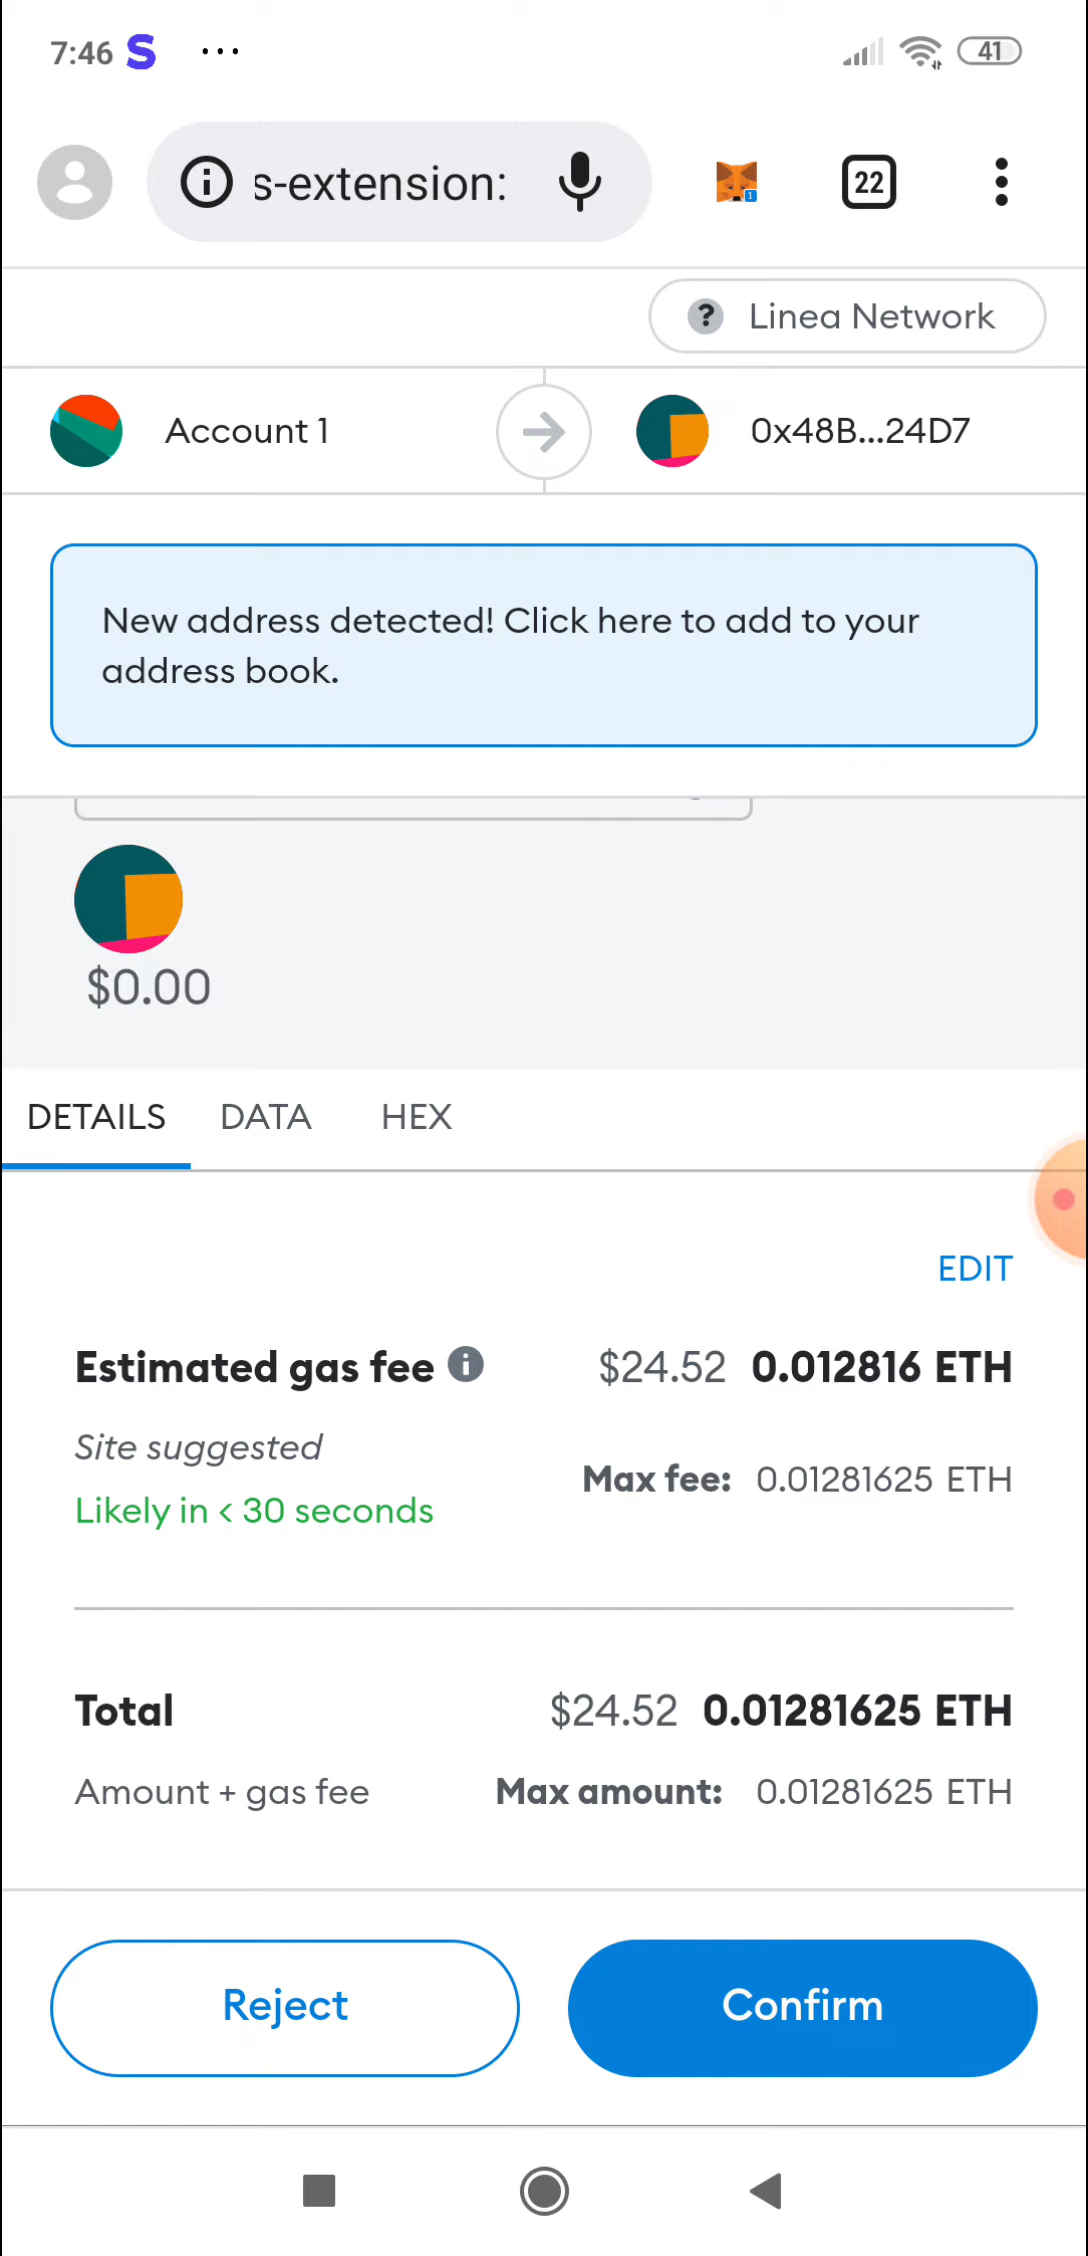 7:46 S ... 41
s-extension: 1 22
? Linea Network
Account 1 0x48B...24D7
New address detected! Click here to add to your
address book.
$0.00
DETAILS DATA HEX
EDIT
Estimated gas fee $24.52 0.012816 ETH
Site suggested
Max fee: 0.01281625 ETH
Likely in < 30 seconds
Total $24.52 0.01281625 ETH
Amount + gas fee Max amount: 0.01281625 ETH
Reject Confirm